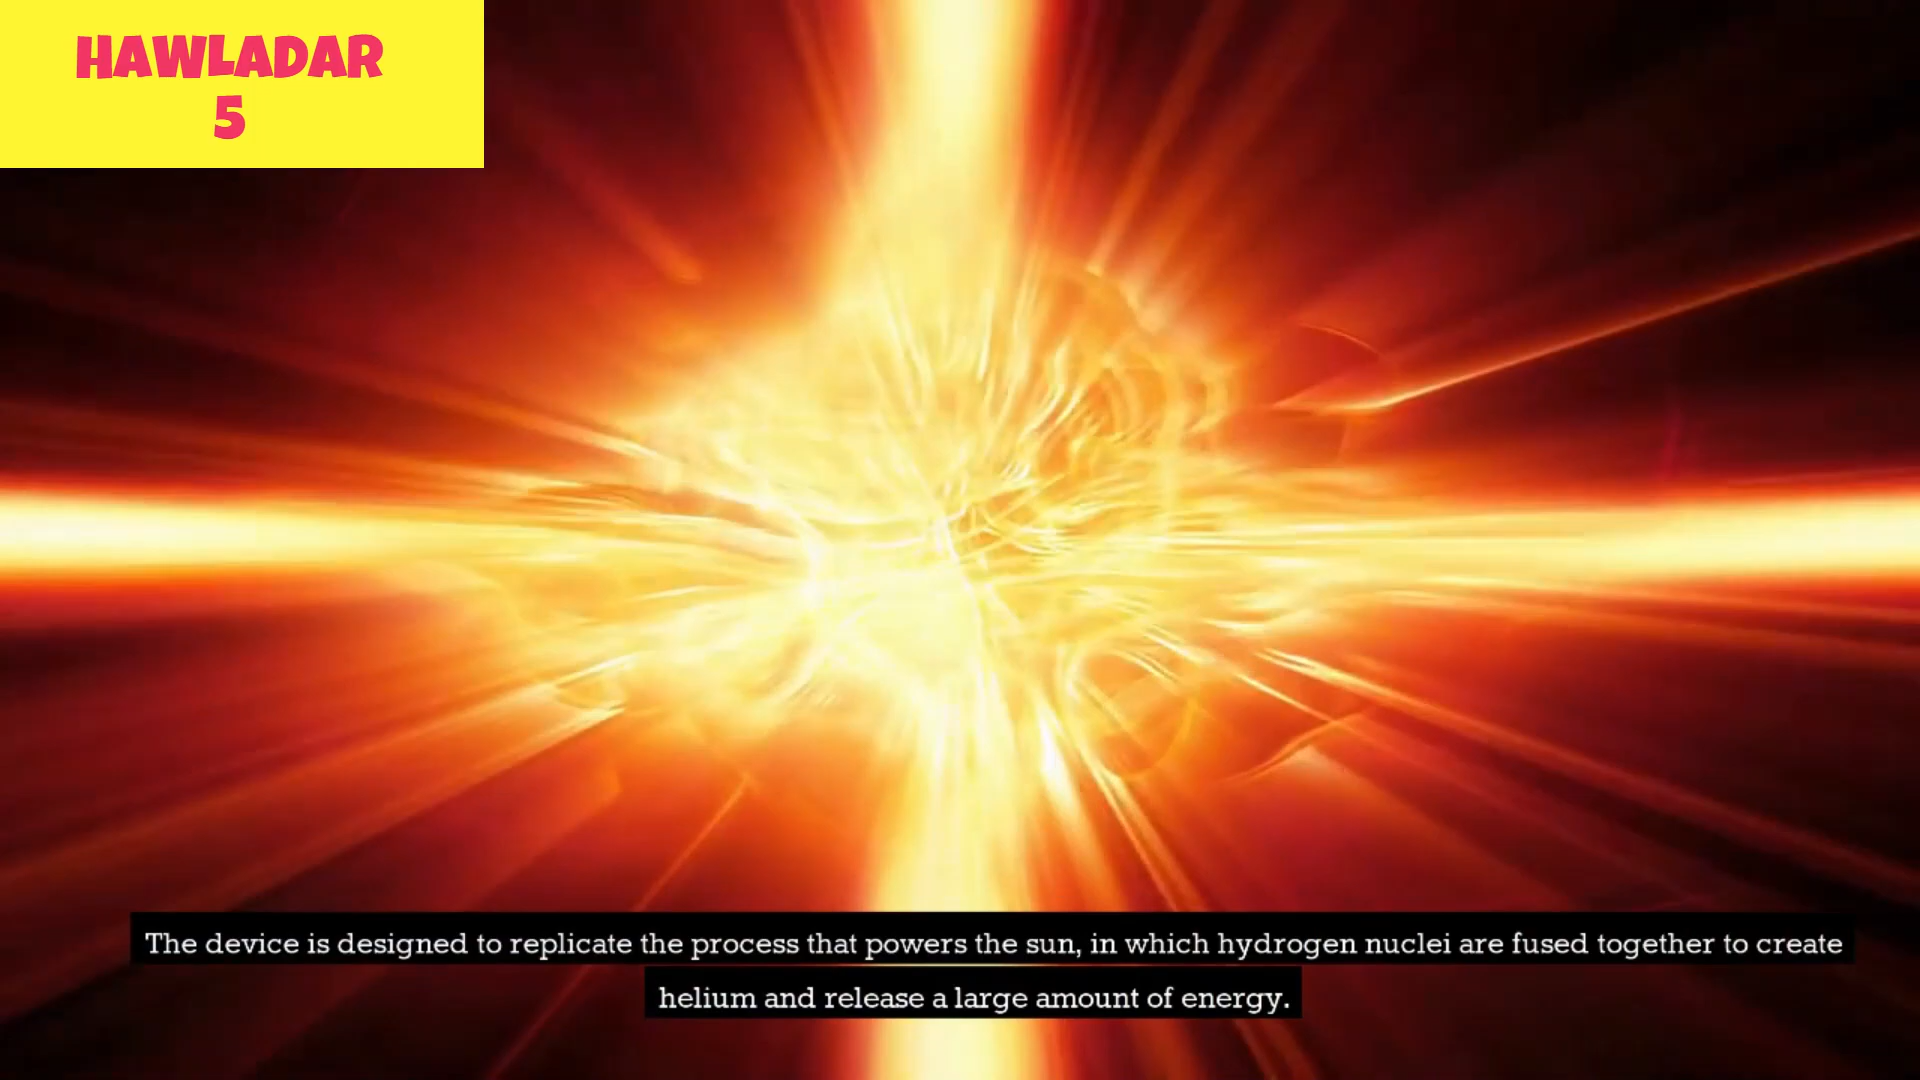 HAWLADAR
5
The device is designed to replicate the process that powers the sun, in which hydrogen nuclei are fused together to create
helium and release a large amount of energy.